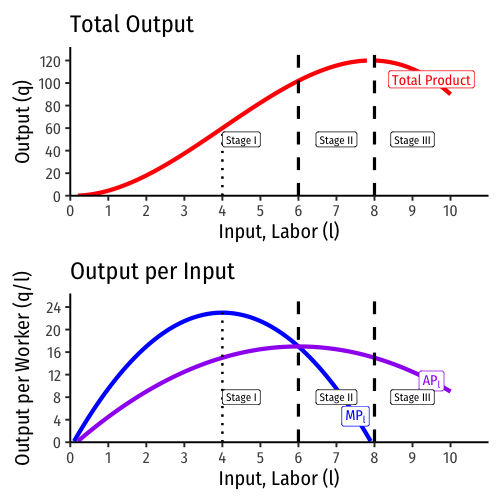 Total Output
Output (q)
120
100
80
60
40
20
0
Total Product
Stage I
Stage II
Stage III
0 1 2 3 4 5 6 7 8 9 10
Input, Labor (l)
Output per Input
Output per Worker (q/l)
24
20
16
12
8
4
0
APl
Stage I
Stage II
Stage III
MPl
0 1 2 3 4 5 6 7 8 9 10
Input, Labor (l)